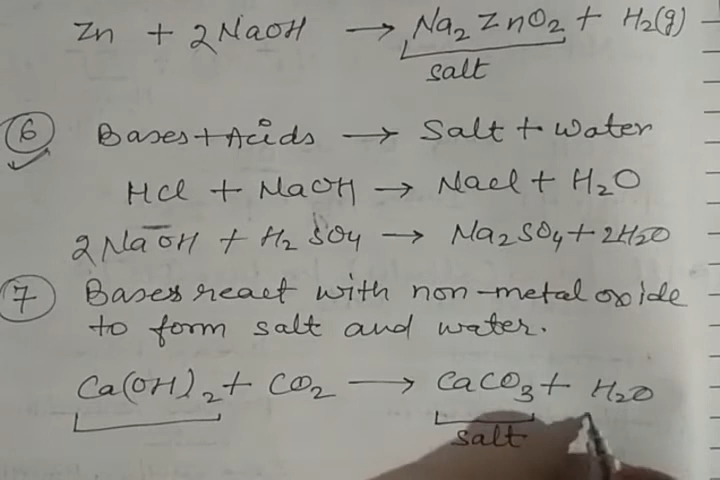 Zn + 2NaOH → Na2ZnO2 + H2(g)
salt
6 Bases + Acids → Salt + water
HCl + NaOH → NaCl + H2O
2NaOH + H2SO4 → Na2SO4 + 2H2O
7 Bases react with non-metal oxide
to form salt and water.
Ca(OH)2 + CO2 → CaCO3 + H2O
salt